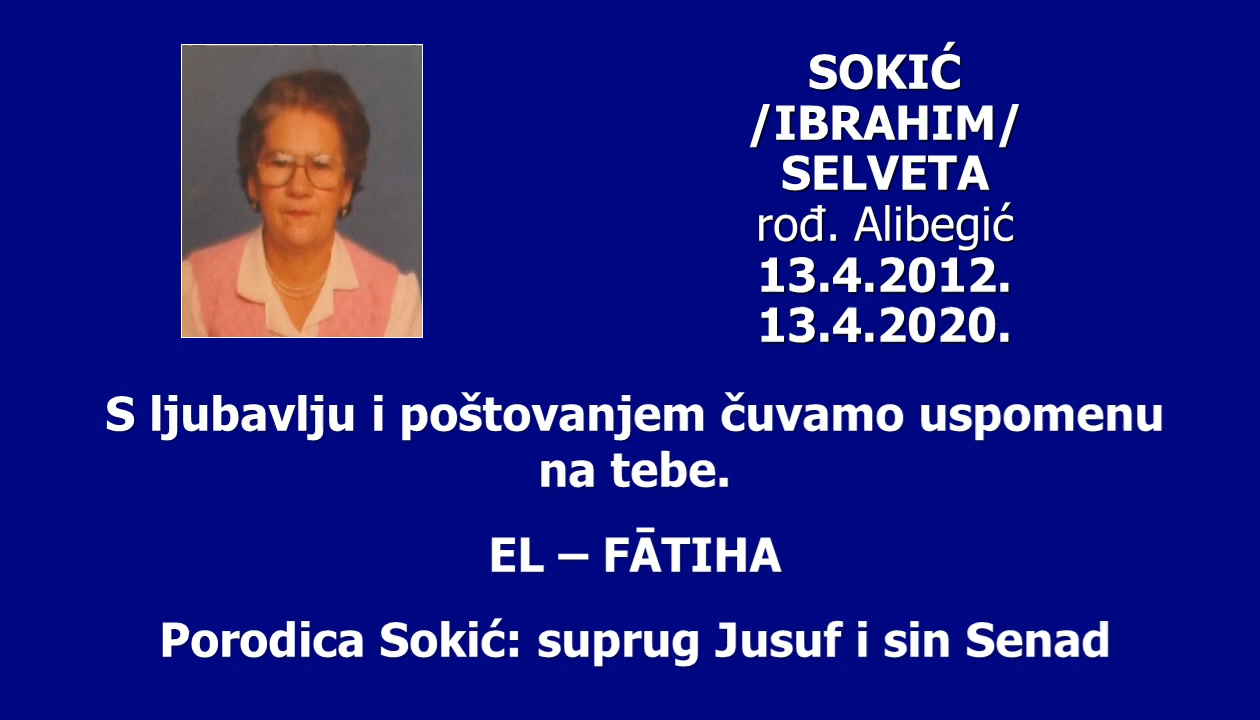 SOKIĆ
/IBRAHIM/
SELVETA
rođ. Alibegić
13.4.2012.
13.4.2020.
S ljubavlju i poštovanjem čuvamo uspomenu
na tebe.
EL – FĀTIHA
Porodica Sokić: suprug Jusuf i sin Senad